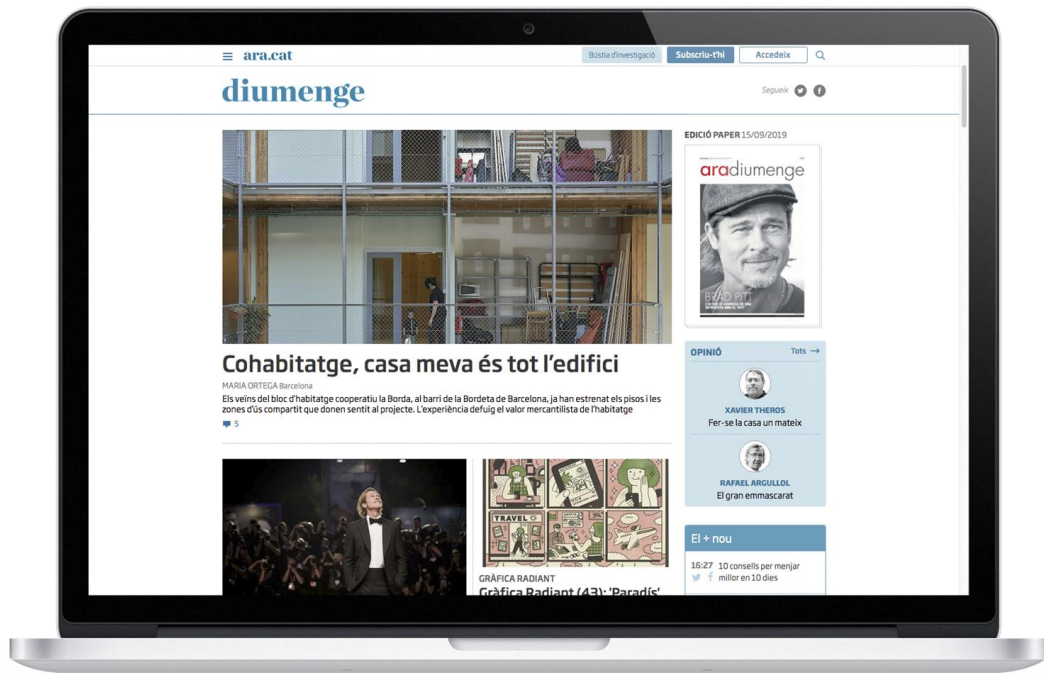 ara.cat
Bústia d'investigació
Subscriu-t'hi
Accedeix
diumenge
Segueix
EDICIÓ PAPER 15/09/2019
aradiumenge
BRAD PITT
Cohabitatge, casa meva és tot l'edifici
MARIA ORTEGA Barcelona
Els veïns del bloc d'habitatge cooperatiu la Borda, al barri de la Bordeta de Barcelona, ja han estrenat els pisos i les
zones d'ús compartit que donen sentit al projecte. L'experiència defuig el valor mercantilista de l'habitatge
5
OPINIÓ
Tots →
XAVIER THEROS
Fer-se la casa un mateix
RAFAEL ARGULLOL
El gran emmascarat
TRAVEL
GRÀFICA RADIANT
Gràfica Radiant (43): 'Paradís'
El + nou
16:27 10 consells per menjar
millor en 10 dies